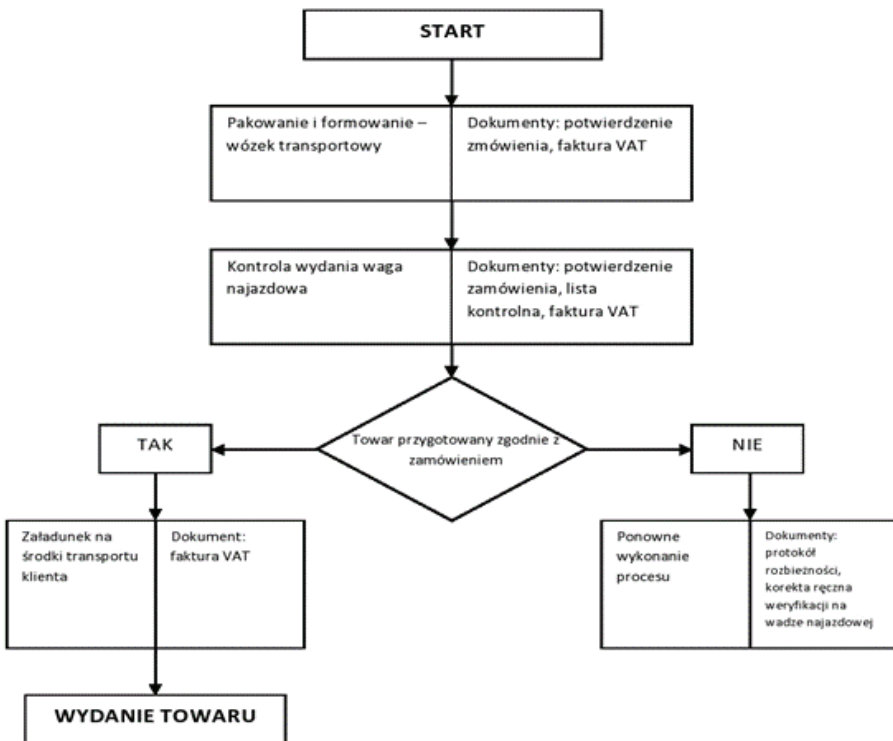 START
Pakowanie i formowanie –
wózek transportowy
Dokumenty: potwierdzenie
zmówienia, faktura VAT
Kontrola wydania waga
najazdowa
Dokumenty: potwierdzenie
zamówienia, lista
kontrolna, faktura VAT
Towar przygotowany zgodnie z
zamówieniem
TAK
NIE
Załadunek na
środki transportu
klienta
Dokument:
faktura VAT
Ponowne
wykonanie
procesu
Dokumenty:
protokół
rozbieżności,
korekta ręczna
weryfikacji na
wadze najazdowej
WYDANIE TOWARU